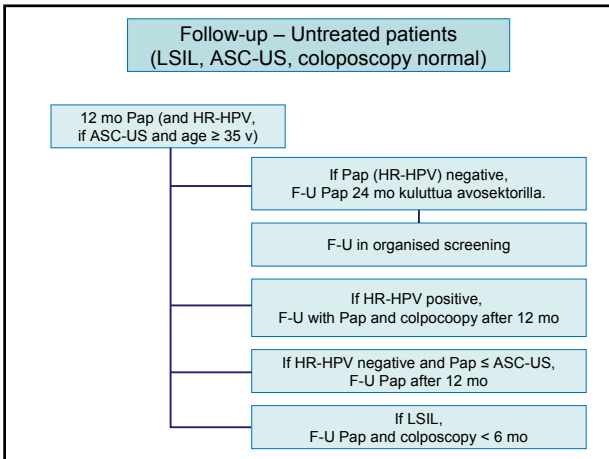 Follow-up – Untreated patients
(LSIL, ASC-US, coloposcopy normal)
12 mo Pap (and HR-HPV,
if ASC-US and age ≥ 35 v)
If Pap (HR-HPV) negative,
F-U Pap 24 mo kuluttua avosektorilla.
F-U in organised screening
If HR-HPV positive,
F-U with Pap and colpocoopy after 12 mo
If HR-HPV negative and Pap ≤ ASC-US,
F-U Pap after 12 mo
If LSIL,
F-U Pap and colposcopy < 6 mo